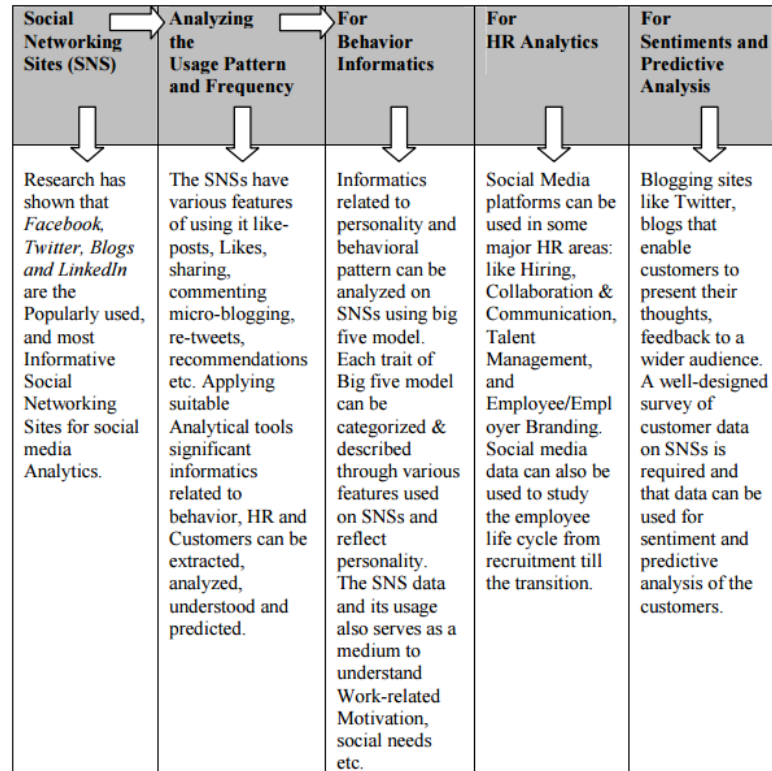 Social
Networking
Sites (SNS)
Analyzing
the
Usage Pattern
and Frequency
For
Behavior
Informatics
For
HR Analytics
For
Sentiments and
Predictive
Analysis
Research has
shown that
Facebook,
Twitter, Blogs
and LinkedIn
are the
Popularly used,
and most
Informative
Social
Networking
Sites for social
media
Analytics.
The SNSs have
various features
of using it like-
posts, Likes,
sharing,
commenting
micro-blogging,
re-tweets,
recommendations
etc. Applying
suitable
Analytical tools
significant
informatics
related to
behavior, HR and
Customers can be
extracted,
analyzed,
understood and
predicted.
Informatics
related to
personality and
behavioral
pattern can be
analyzed on
SNSs using big
five model.
Each trait of
Big five model
can be
categorized &
described
through various
features used
on SNSs and
reflect
personality.
The SNS data
and its usage
also serves as a
medium to
understand
Work-related
Motivation,
social needs
etc.
Social Media
platforms can be
used in some
major HR areas:
like Hiring,
Collaboration &
Communication,
Talent
Management,
and
Employee/Empl
oyer Branding.
Social media
data can also be
used to study
the employee
life cycle from
recruitment till
the transition.
Blogging sites
like Twitter,
blogs that
enable
customers to
present their
thoughts,
feedback to a
wider audience.
A well-designed
survey of
customer data
on SNSs is
required and
that data can be
used for
sentiment and
predictive
analysis of the
customers.